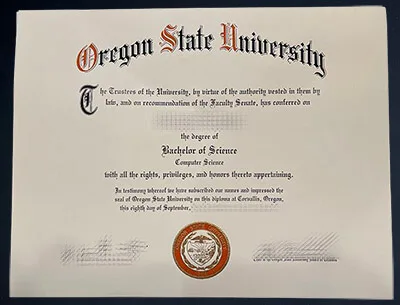 Oregon State University
The Trustees of the University, by virtue of the authority vested in them by
law, and on recommendation of the Faculty Senate, has conferred on
the degree of
Bachelor of Science
Computer Science
with all the rights, privileges, and honors thereto appertaining.
In testimony whereof we have subscribed our names and impressed the
seal of Oregon State University on this diploma at Corvallis, Oregon,
this eighth day of September,